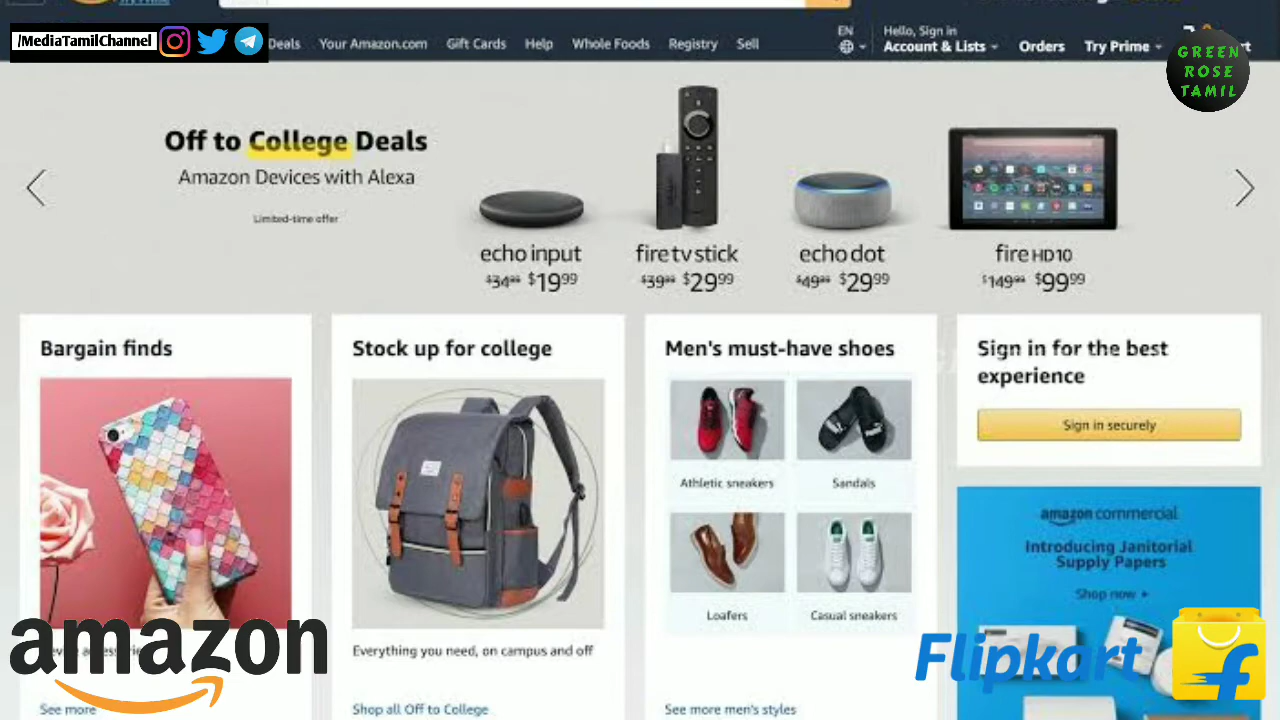 /MediaTamilChannel
Deals Your Amazon.com Gift Cards Help Whole Foods Registry Sell
EN
Hello, Sign in
Account & Lists Orders Try Prime
GREEN
ROSE
TAMIL
Off to College Deals
Amazon Devices with Alexa
Limited-time offer
echo input
$34.99 $19.99
fire tv stick
$39.99 $29.99
echo dot
$49.99 $29.99
fire HD 10
$149.99 $99.99
Bargain finds
Stock up for college
Men's must-have shoes
Sign in for the best
experience
Sign in securely
Athletic sneakers
Sandals
Loafers
Casual sneakers
amazon commercial
Introducing Janitorial
Supply Papers
Shop now
Everything you need, on campus and off
See more
Shop all Off to College
See more men's styles
amazon
Flipkart